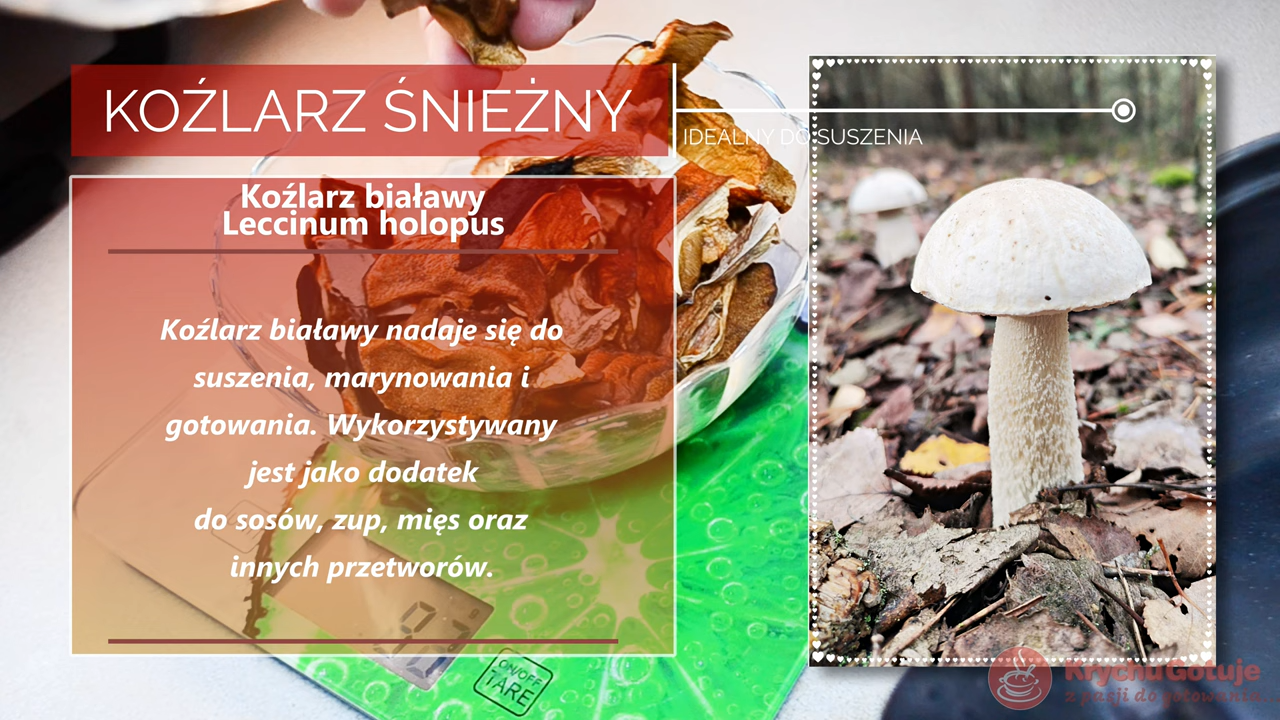 KOŹLARZ ŚNIEŻNY
IDEALNY DO SUSZENIA
Koźlarz białawy
Leccinum holopus
Koźlarz białawy nadaje się do
suszenia, marynowania i
gotowania. Wykorzystywany
jest jako dodatek
do sosów, zup, mięs oraz
innych przetworów.
ON/OFF
TARE
KrychuGotuje
z pasji do gotowania...